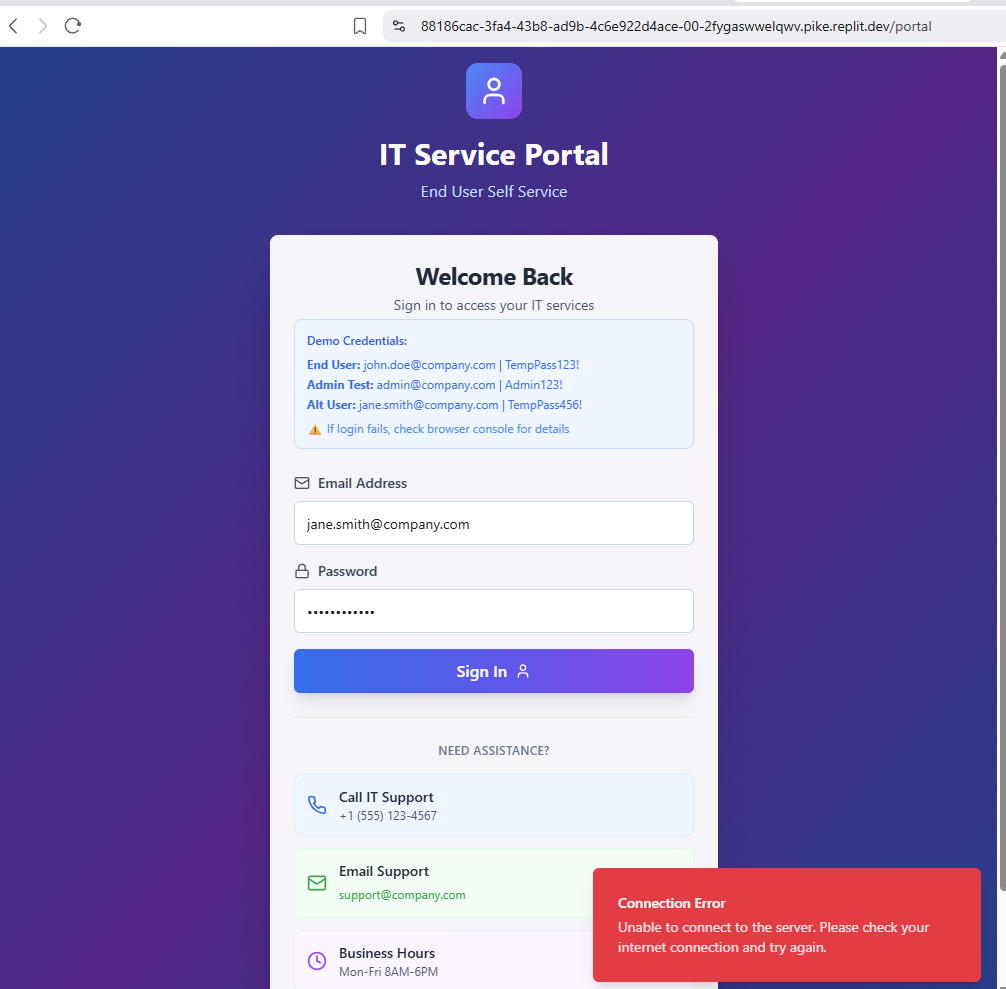 88186cac-3fa4-43b8-ad9b-4c6e922d4ace-00-2fygaswwelqwv.pike.replit.dev/portal
IT Service Portal
End User Self Service
Welcome Back
Sign in to access your IT services
Demo Credentials:
End User: john.doe@company.com | TempPass123!
Admin Test: admin@company.com | Admin123!
Alt User: jane.smith@company.com | TempPass456!
⚠️ If login fails, check browser console for details
Email Address
jane.smith@company.com
Password
••••••••••••
Sign In
NEED ASSISTANCE?
Call IT Support
+1 (555) 123-4567
Email Support
support@company.com
Business Hours
Mon-Fri 8AM-6PM
Connection Error
Unable to connect to the server. Please check your
internet connection and try again.